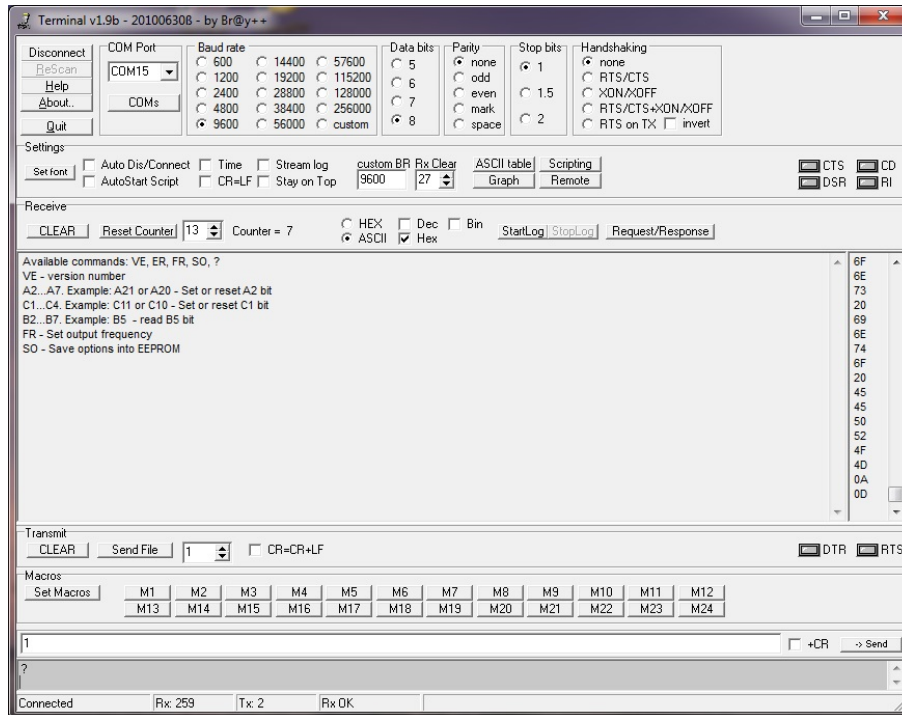 Terminal v1.9b - 20100630ß - by Br@y++
Disconnect
ReScan
Help
About..
Quit
COM Port
COM15
COMs
Baud rate
600 14400 57600
1200 19200 115200
2400 28800 128000
4800 38400 256000
9600 56000 custom
Data bits
5
6
7
8
Parity
none
odd
even
mark
space
Stop bits
1
1.5
2
Handshaking
none
RTS/CTS
XON/XOFF
RTS/CTS+XON/XOFF
RTS on TX invert
Settings
Set font
Auto Dis/Connect Time Stream log
AutoStart Script CR=LF Stay on Top
custom BR Rx Clear
9600 27
ASCII table Scripting
Graph Remote
CTS CD
DSR RI
Receive
CLEAR Reset Counter 13 Counter = 7
HEX Dec Bin
ASCII Hex
StartLog StopLog Request/Response
Available commands: VE, ER, FR, SO, ?
VE - version number
A2...A7. Example: A21 or A20 - Set or reset A2 bit
C1...C4. Example: C11 or C10 - Set or reset C1 bit
B2...B7. Example: B5 - read B5 bit
FR - Set output frequency
SO - Save options into EEPROM
6F
6E
73
20
69
6E
74
6F
20
45
45
50
52
4F
4D
0A
0D
Transmit
CLEAR Send File 1 CR=CR+LF
DTR RTS
Macros
Set Macros
M1 M2 M3 M4 M5 M6 M7 M8 M9 M10 M11 M12
M13 M14 M15 M16 M17 M18 M19 M20 M21 M22 M23 M24
1
+CR -> Send
?
Connected Rx: 259 Tx: 2 Rx OK